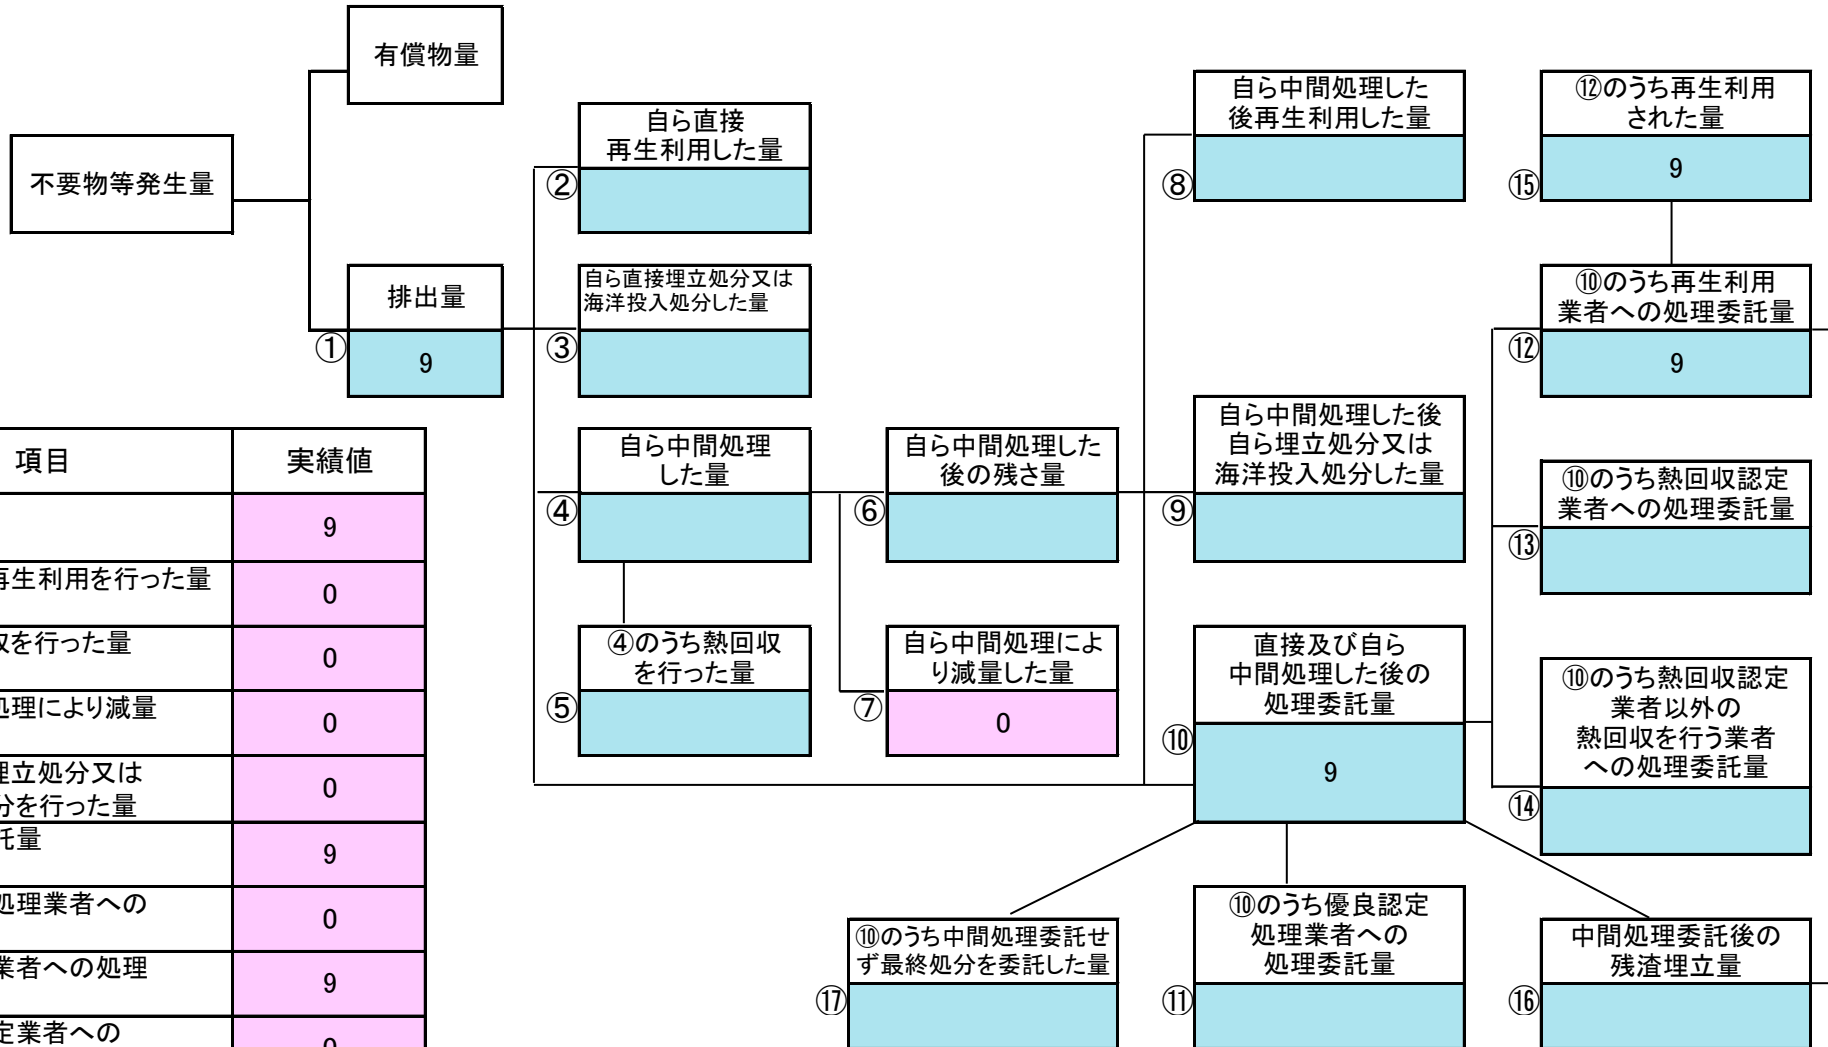 有償物量
不要物等発生量
排出量
①
9
自ら直接
再生利用した量
②
自ら直接埋立処分又は
海洋投入処分した量
③
自ら中間処理
した量
④
④のうち熱回収
を行った量
⑤
自ら中間処理した
後の残さ量
⑥
自ら中間処理によ
り減量した量
⑦
0
自ら中間処理した
後再生利用した量
⑧
自ら中間処理した後
自ら埋立処分又は
海洋投入処分した量
⑨
直接及び自ら
中間処理した後の
処理委託量
⑩
9
⑫のうち再生利用
された量
⑮
9
⑩のうち再生利用
業者への処理委託量
⑫
9
⑩のうち熱回収認定
業者への処理委託量
⑬
⑩のうち熱回収認定
業者以外の
熱回収を行う業者
への処理委託量
⑭
⑩のうち中間処理委託せ
ず最終処分を委託した量
⑰
⑩のうち優良認定
処理業者への
処理委託量
⑪
中間処理委託後の
残渣埋立量
⑯
項目 実績値
9
再生利用を行った量
0
収を行った量
0
処理により減量
0
埋立処分又は
分を行った量
0
託量
9
処理業者への
0
業者への処理
9
定業者への
0